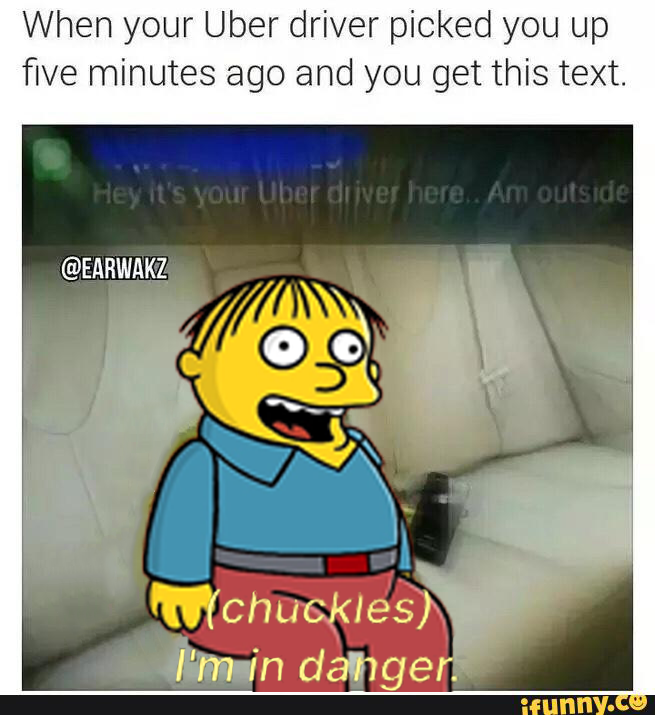 When your Uber driver picked you up
five minutes ago and you get this text.
Hey it's your Uber driver here.. Am outside
@EARWAKZ
(chuckles)
I'm in danger.
ifunny.co